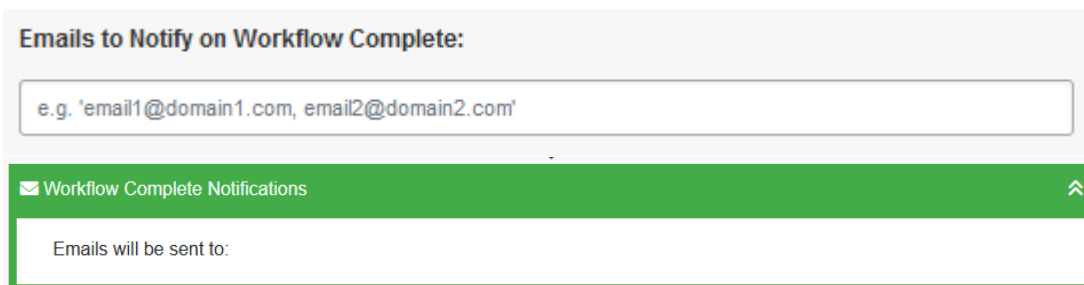 Emails to Notify on Workflow Complete:
e.g. 'email1@domain1.com, email2@domain2.com'
Workflow Complete Notifications
Emails will be sent to: